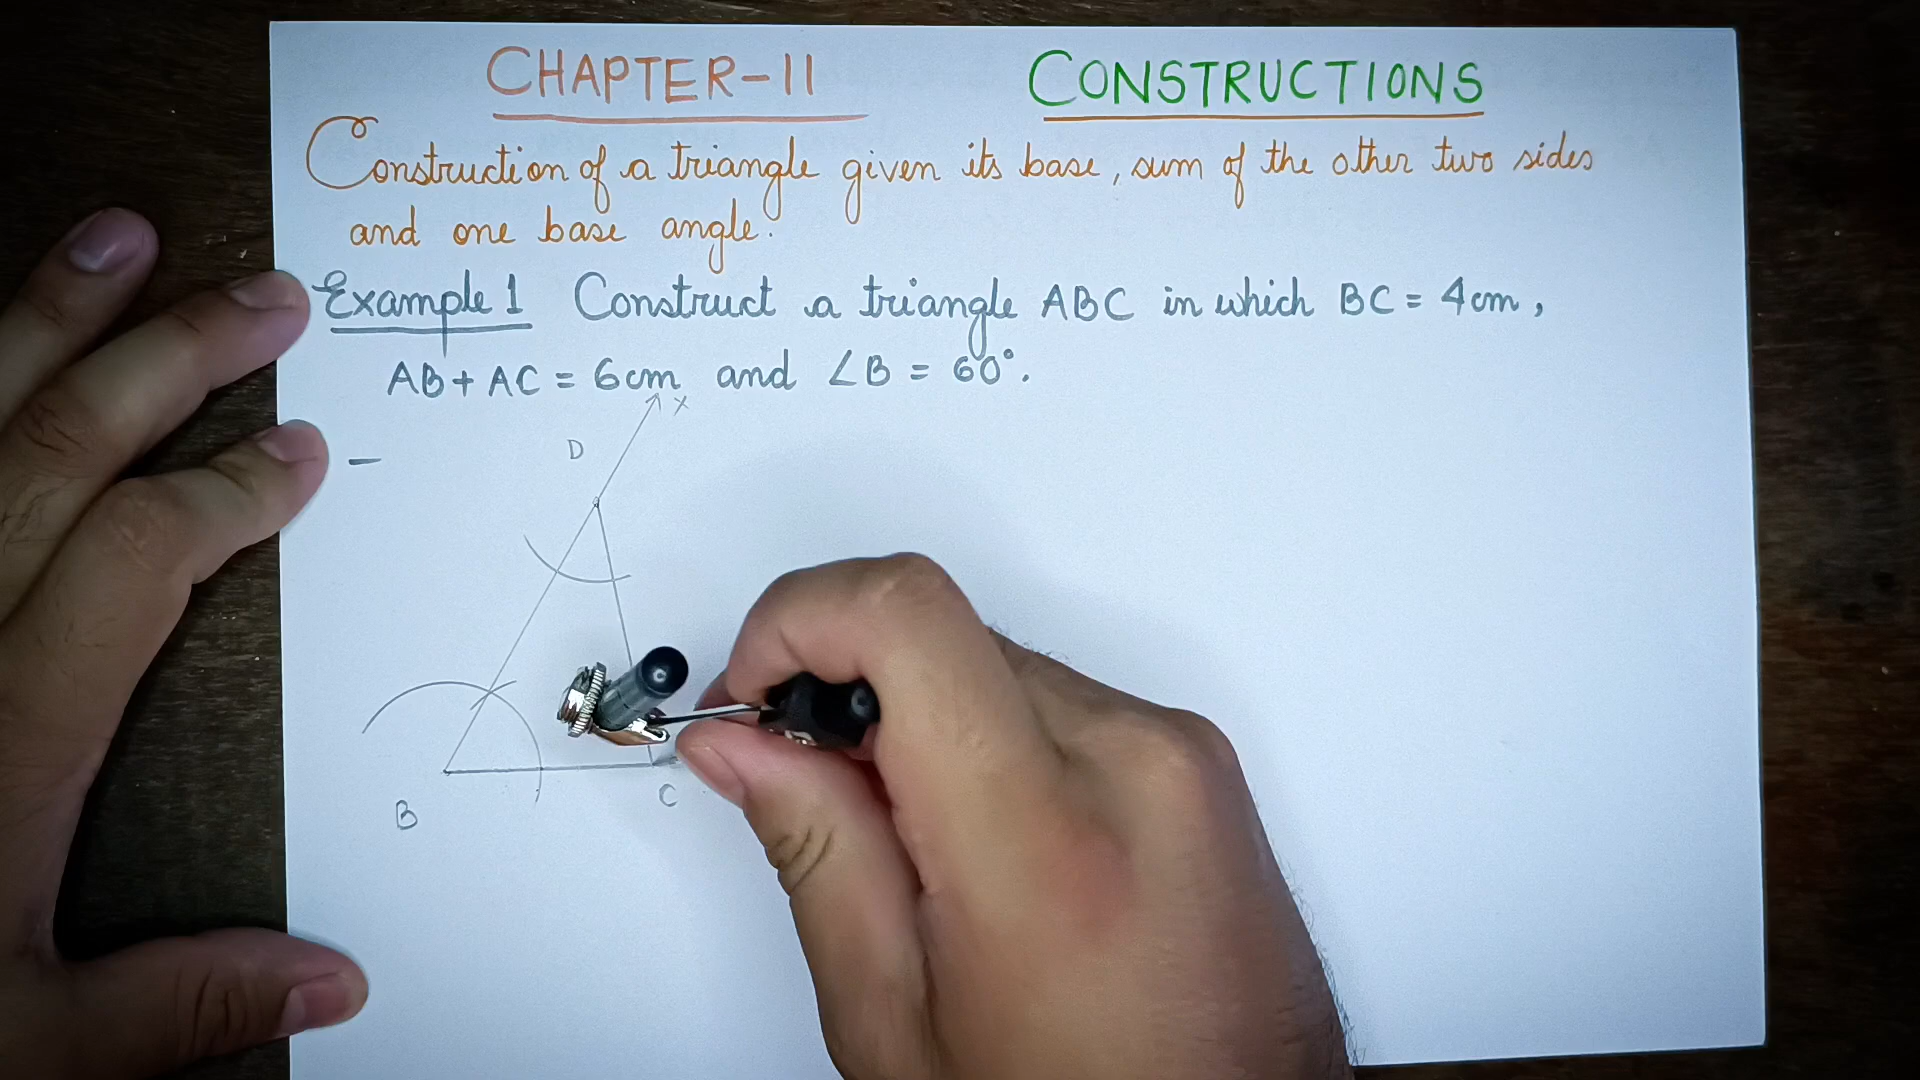 CHAPTER-11 CONSTRUCTIONS
Construction of a triangle given its base, sum of the other two sides
and one base angle.
Example 1 Construct a triangle ABC in which BC = 4cm,
AB + AC = 6cm and ∠B = 60°.
X
D
B
C